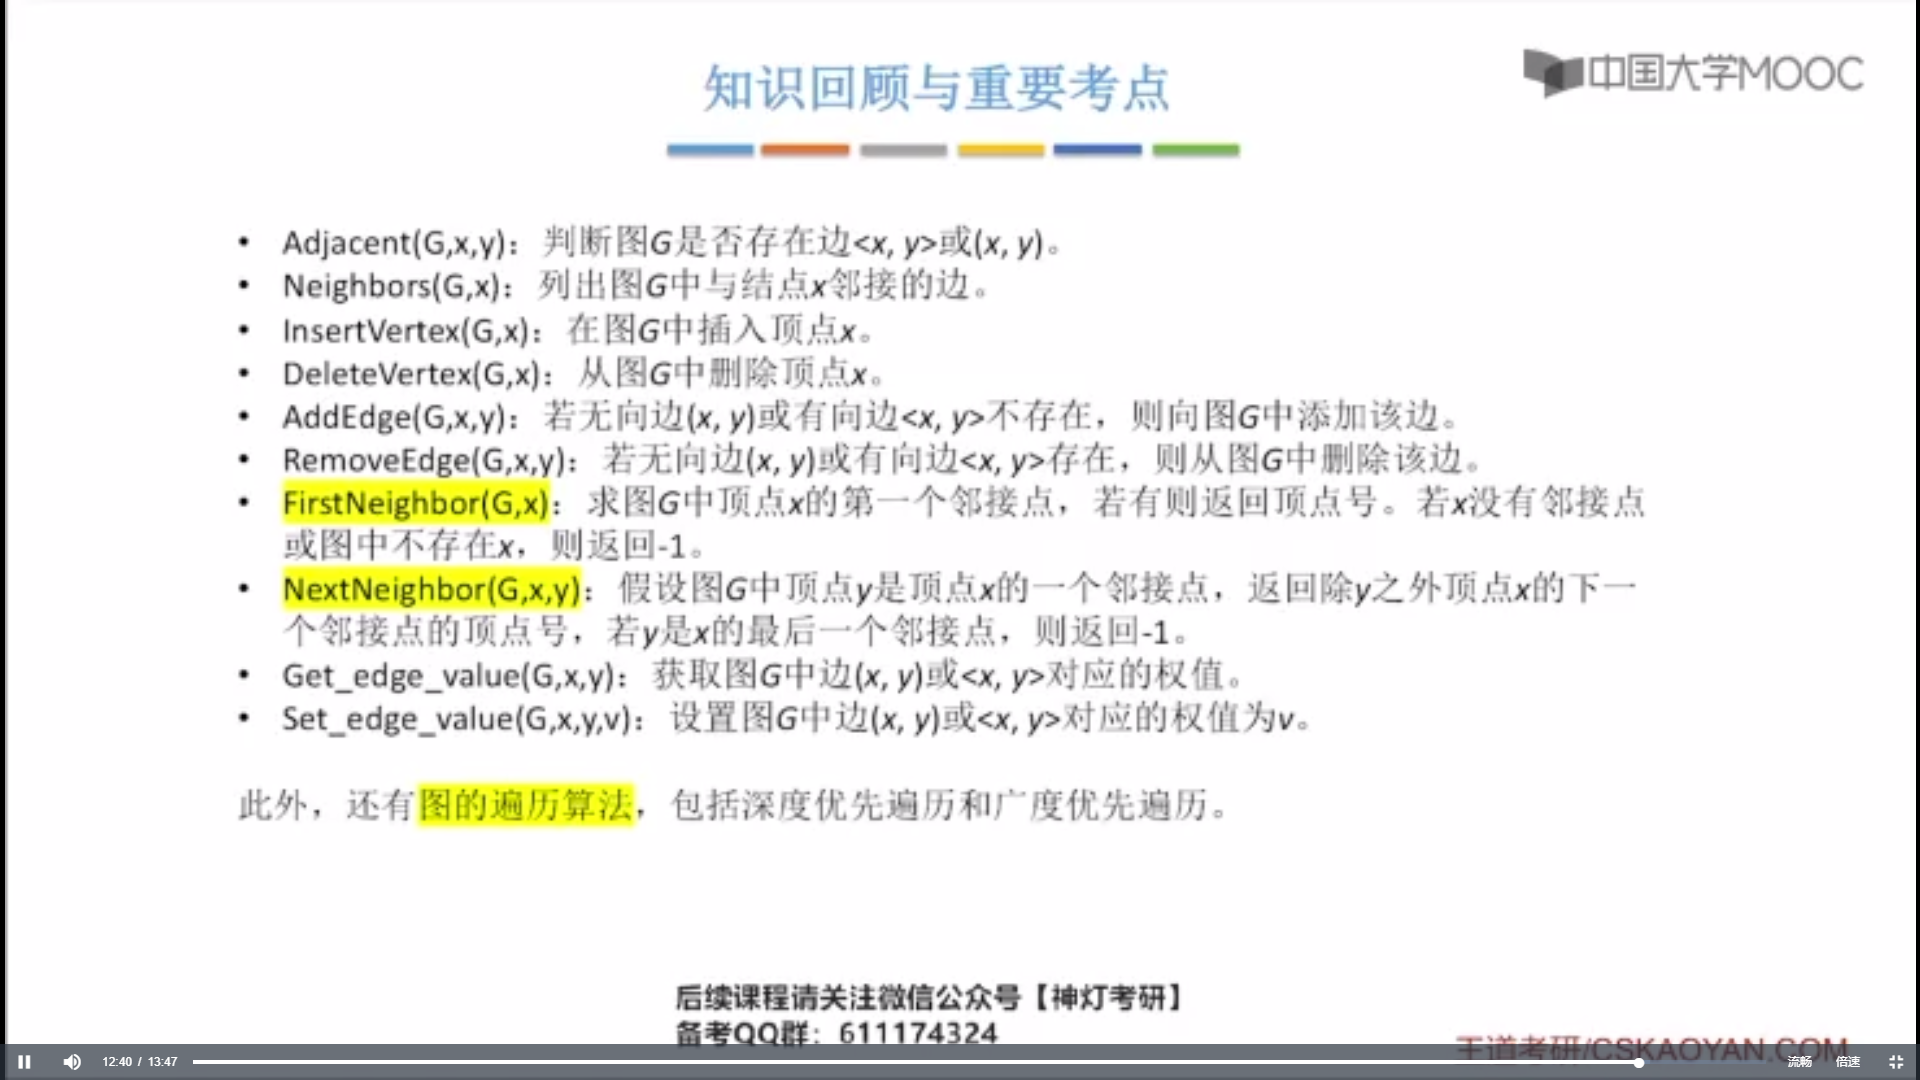 知识回顾与重要考点
中国大学MOOC
• Adjacent(G,x,y)：判断图G是否存在边<x, y>或(x, y)。
• Neighbors(G,x)：列出图G中与结点x邻接的边。
• InsertVertex(G,x)：在图G中插入顶点x。
• DeleteVertex(G,x)：从图G中删除顶点x。
• AddEdge(G,x,y)：若无向边(x, y)或有向边<x, y>不存在，则向图G中添加该边。
• RemoveEdge(G,x,y)：若无向边(x, y)或有向边<x, y>存在，则从图G中删除该边。
• FirstNeighbor(G,x)：求图G中顶点x的第一个邻接点，若有则返回顶点号。若x没有邻接点
或图中不存在x，则返回-1。
• NextNeighbor(G,x,y)：假设图G中顶点y是顶点x的一个邻接点，返回除y之外顶点x的下一
个邻接点的顶点号，若y是x的最后一个邻接点，则返回-1。
• Get_edge_value(G,x,y)：获取图G中边(x, y)或<x, y>对应的权值。
• Set_edge_value(G,x,y,v)：设置图G中边(x, y)或<x, y>对应的权值为v。
此外，还有图的遍历算法，包括深度优先遍历和广度优先遍历。
后续课程请关注微信公众号【神灯考研】
备考QQ群：611174324
王道考研/CSKAOYAN.COM
12:40 / 13:47
流畅 倍速